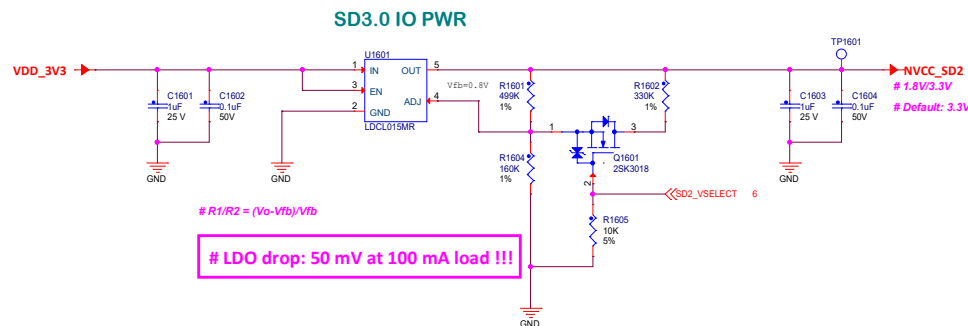 SD3.0 IO PWR
TP1601
U1601
VDD_3V3
1
IN
OUT
5
NVCC_SD2
Vfb=0.8V
3
EN
# 1.8V/3.3V
C1601
1uF
25 V
C1602
0.1uF
50V
2
GND
ADJ
4
LDCL015MR
R1601
499K
1%
R1602
330K
1%
C1603
1uF
25 V
C1604
0.1uF
50V
# Default: 3.3V
1
3
Q1601
2SK3018
R1604
160K
1%
GND
GND
GND
2
SD2_VSELECT
6
# R1/R2 = (Vo-Vfb)/Vfb
R1605
10K
5%
# LDO drop: 50 mV at 100 mA load !!!
GND